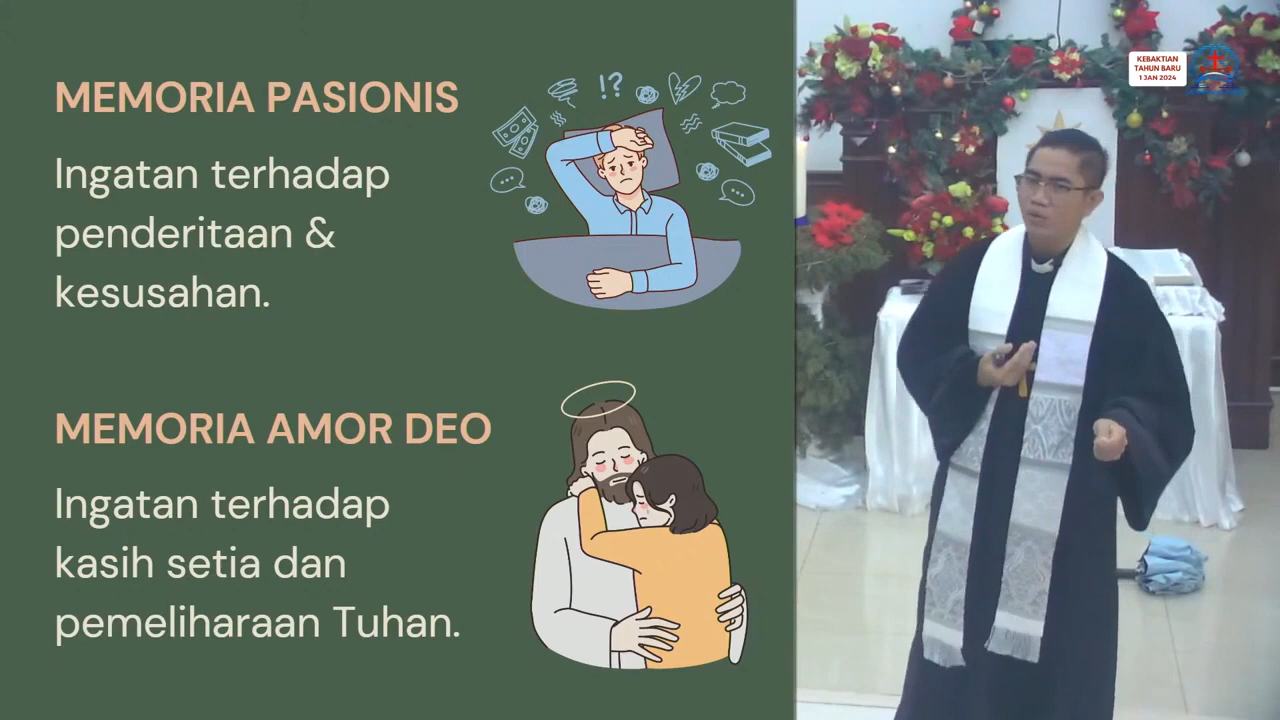 MEMORIA PASIONIS
Ingatan terhadap
penderitaan &
kesusahan.
!?
MEMORIA AMOR DEO
Ingatan terhadap
kasih setia dan
pemeliharaan Tuhan.
KEBAKTIAN
TAHUN BARU
1 JAN 2024